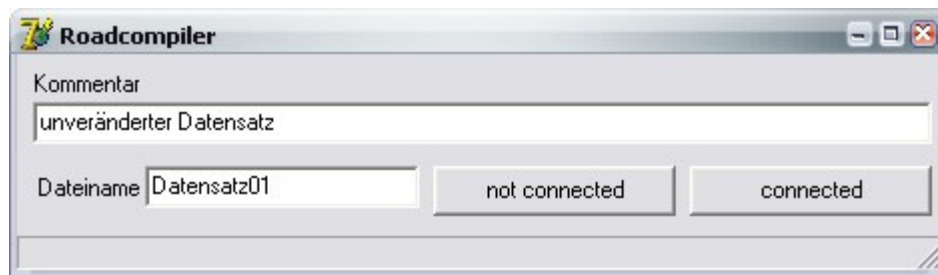 Roadcompiler
Kommentar
unveränderter Datensatz
Dateiname Datensatz01 not connected connected